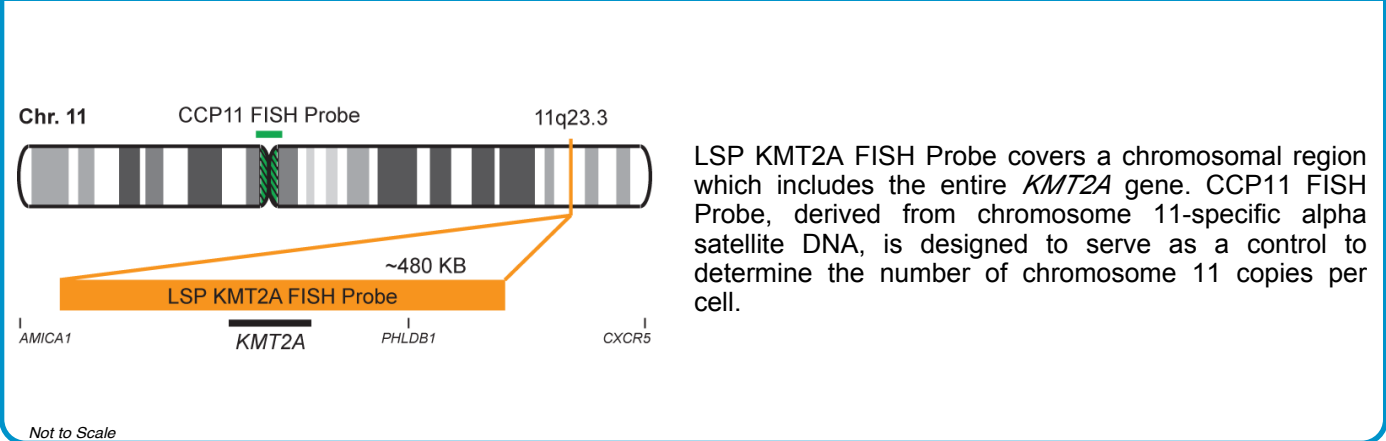 Chr. 11
CCP11 FISH Probe
11q23.3
~480 KB
LSP KMT2A FISH Probe
AMICA1
KMT2A
PHLDB1
CXCR5
Not to Scale
LSP KMT2A FISH Probe covers a chromosomal region
which includes the entire KMT2A gene. CCP11 FISH
Probe, derived from chromosome 11-specific alpha
satellite DNA, is designed to serve as a control to
determine the number of chromosome 11 copies per
cell.